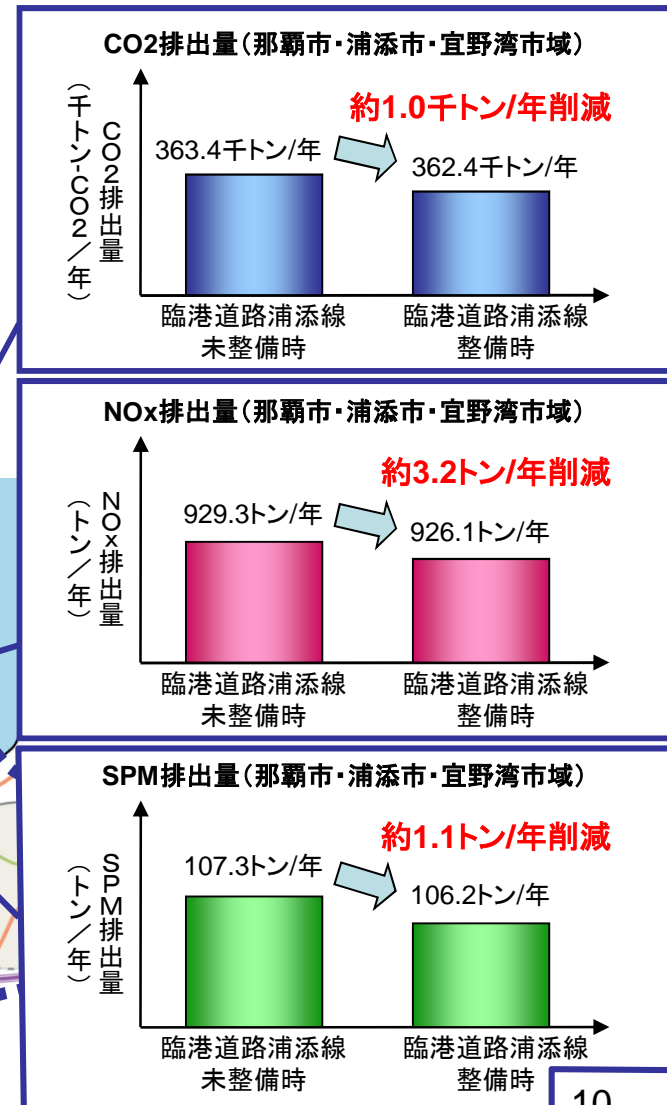 CO2排出量（那覇市・浦添市・宜野湾市域）
約1.0千トン/年削減
CO2排出量
（千トン-CO2／年）
363.4千トン/年
362.4千トン/年
臨港道路浦添線
未整備時
臨港道路浦添線
整備時
NOx排出量（那覇市・浦添市・宜野湾市域）
約3.2トン/年削減
NOx排出量
（トン／年）
929.3トン/年
926.1トン/年
臨港道路浦添線
未整備時
臨港道路浦添線
整備時
SPM排出量（那覇市・浦添市・宜野湾市域）
約1.1トン/年削減
SPM排出量
（トン／年）
107.3トン/年
106.2トン/年
臨港道路浦添線
未整備時
臨港道路浦添線
整備時
10